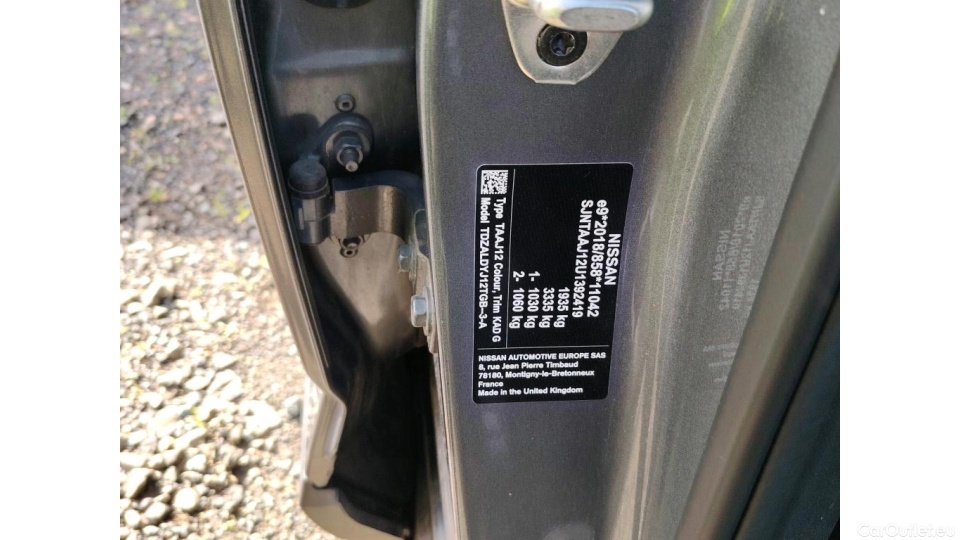 NISSAN
e9*2018/858*11042
SJNTAAJ12U1392419
1935 kg
3335 kg
1- 1030 kg
2- 1060 kg
Type TAAJ12 Colour, Trim KAD G
Model TDZALDYJ12TGB--3-A
NISSAN AUTOMOTIVE EUROPE SAS
8, rue Jean Pierre Timbaud
78180, Montigny-le-Bretonneux
France
Made in the United Kingdom
CarOutlet.eu